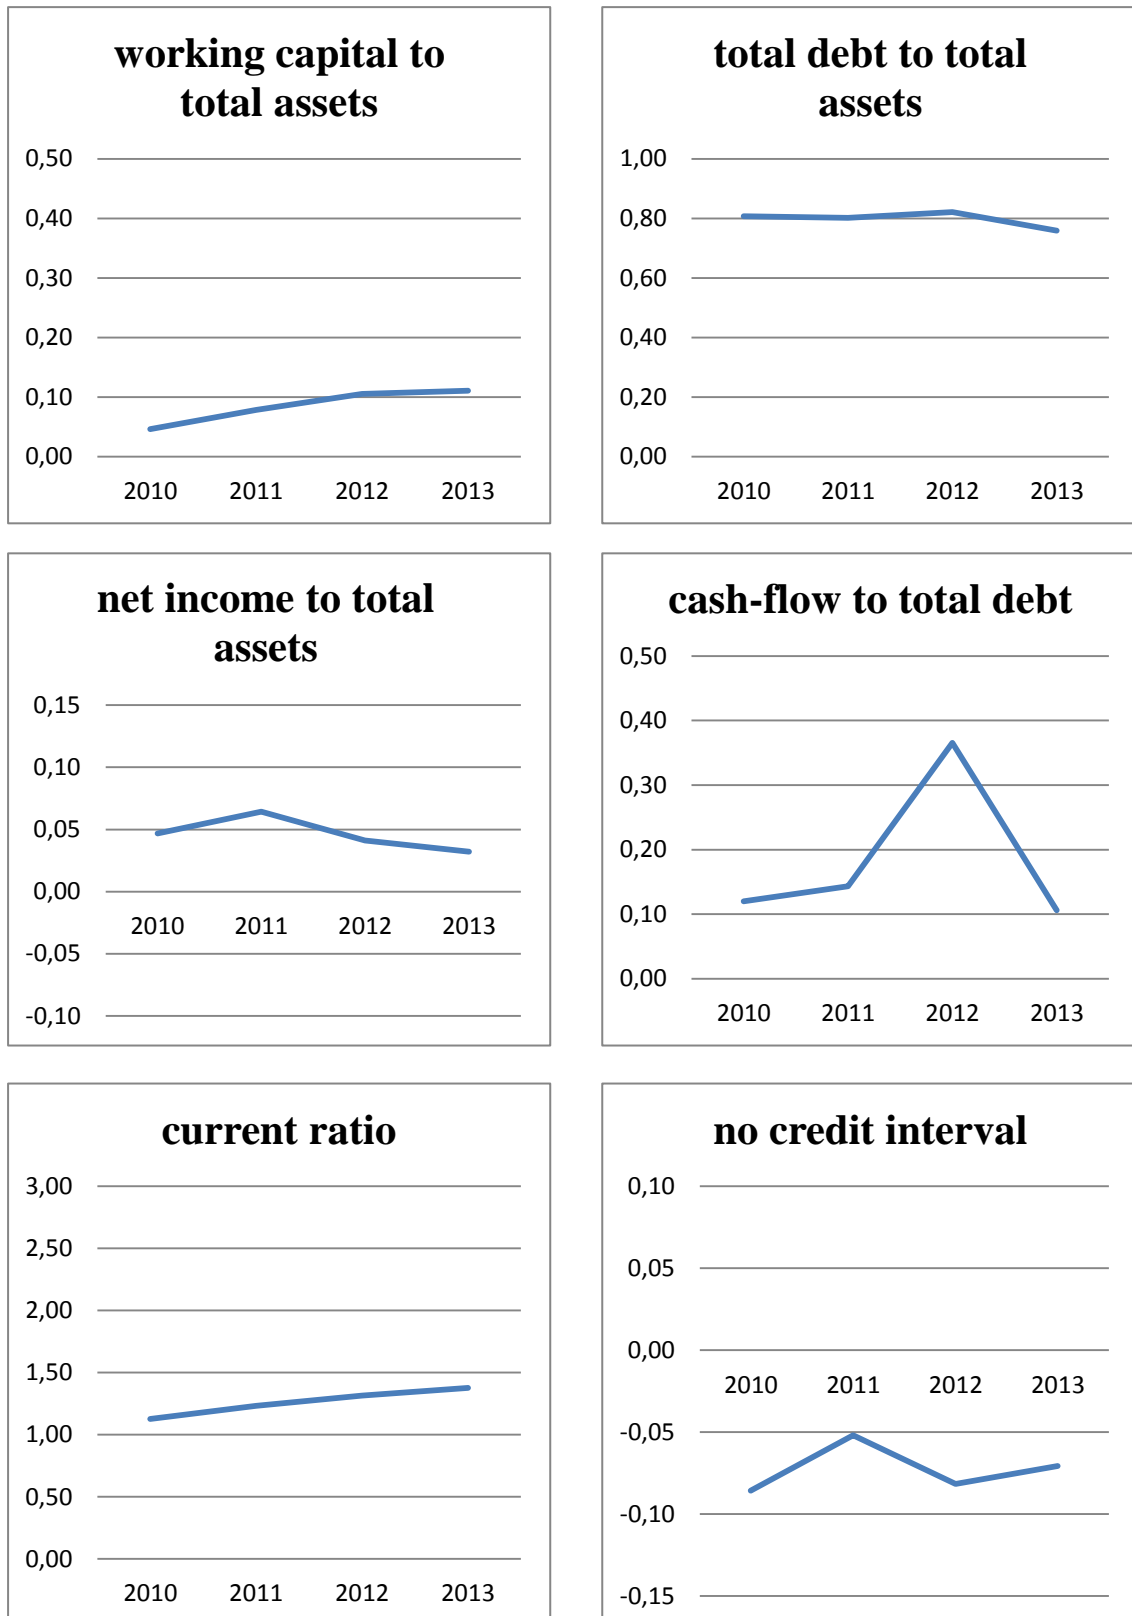 working capital to
total assets
0,50
0,40
0,30
0,20
0,10
0,00
2010 2011 2012 2013
total debt to total
assets
1,00
0,80
0,60
0,40
0,20
0,00
2010 2011 2012 2013
net income to total
assets
0,15
0,10
0,05
0,00
2010 2011 2012 2013
-0,05
-0,10
cash-flow to total debt
0,50
0,40
0,30
0,20
0,10
0,00
2010 2011 2012 2013
current ratio
3,00
2,50
2,00
1,50
1,00
0,50
0,00
2010 2011 2012 2013
no credit interval
0,10
0,05
0,00
2010 2011 2012 2013
-0,05
-0,10
-0,15